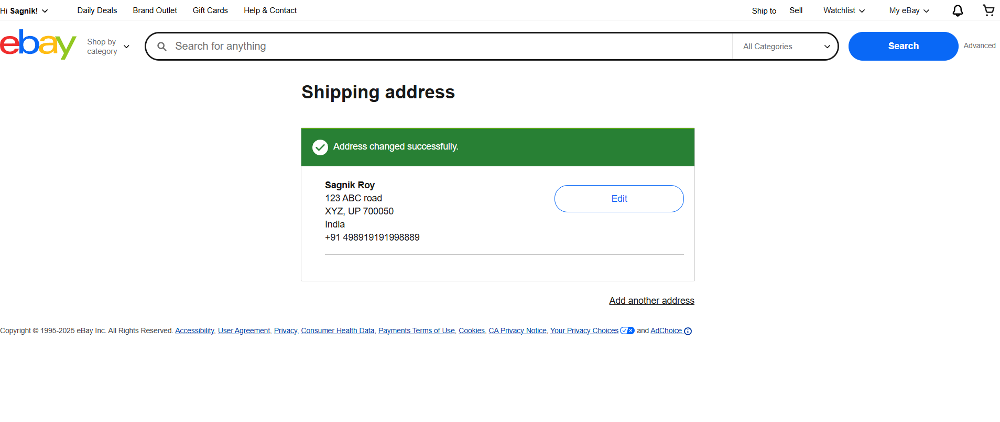 Hi Sagnik! Daily Deals Brand Outlet Gift Cards Help & Contact Ship to Sell Watchlist My eBay
ebay
Shop by
category
Search for anything
All Categories
Search
Advanced
Shipping address
Address changed successfully.
Sagnik Roy
123 ABC road
XYZ, UP 700050
India
+91 498919191998889
Edit
Add another address
Copyright © 1995-2025 eBay Inc. All Rights Reserved. Accessibility, User Agreement, Privacy, Consumer Health Data, Payments Terms of Use, Cookies, CA Privacy Notice, Your Privacy Choices and AdChoice